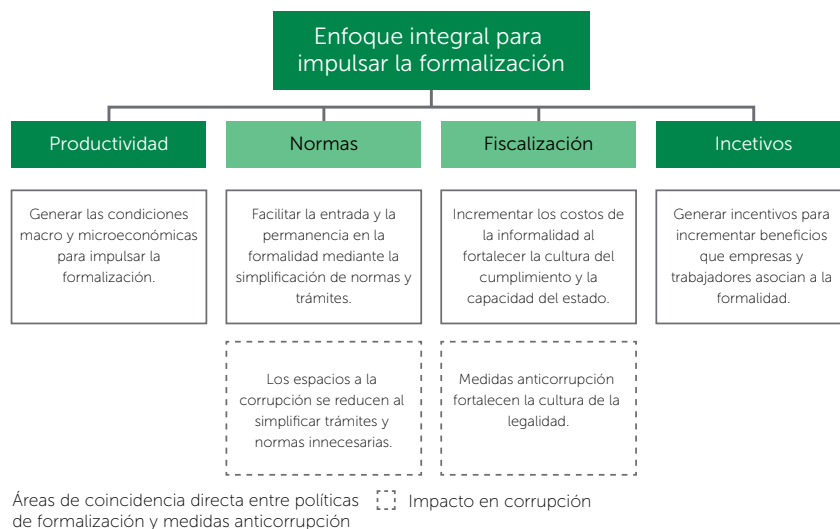 Enfoque integral para
impulsar la formalización
Productividad
Normas
Fiscalización
Incetivos
Generar las condiciones
macro y microeconómicas
para impulsar la
formalización.
Facilitar la entrada y la
permanencia en la
formalidad mediante la
simplificación de normas y
trámites.
Incrementar los costos de
la informalidad al
fortalecer la cultura del
cumplimiento y la
capacidad del estado.
Generar incentivos para
incrementar beneficios
que empresas y
trabajadores asocian a la
formalidad.
Los espacios a la
corrupción se reducen al
simplificar trámites y
normas innecesarias.
Medidas anticorrupción
fortalecen la cultura de la
legalidad.
Áreas de coincidencia directa entre políticas
de formalización y medidas anticorrupción
Impacto en corrupción